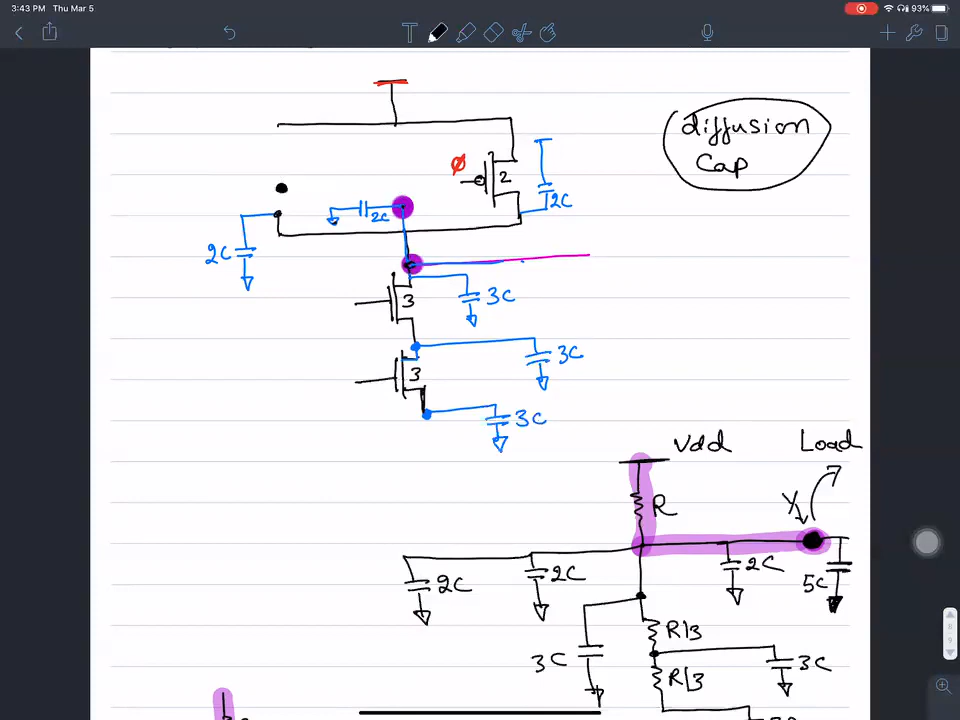 3:43 PM Thu Mar 5
93%
diffusion
Cap
ϕ
2
2C
2C
2C
3
3C
3C
3
3C
Vdd
Load
R
Y
2C
2C
2C
5C
R/3
3C
3C
R/3